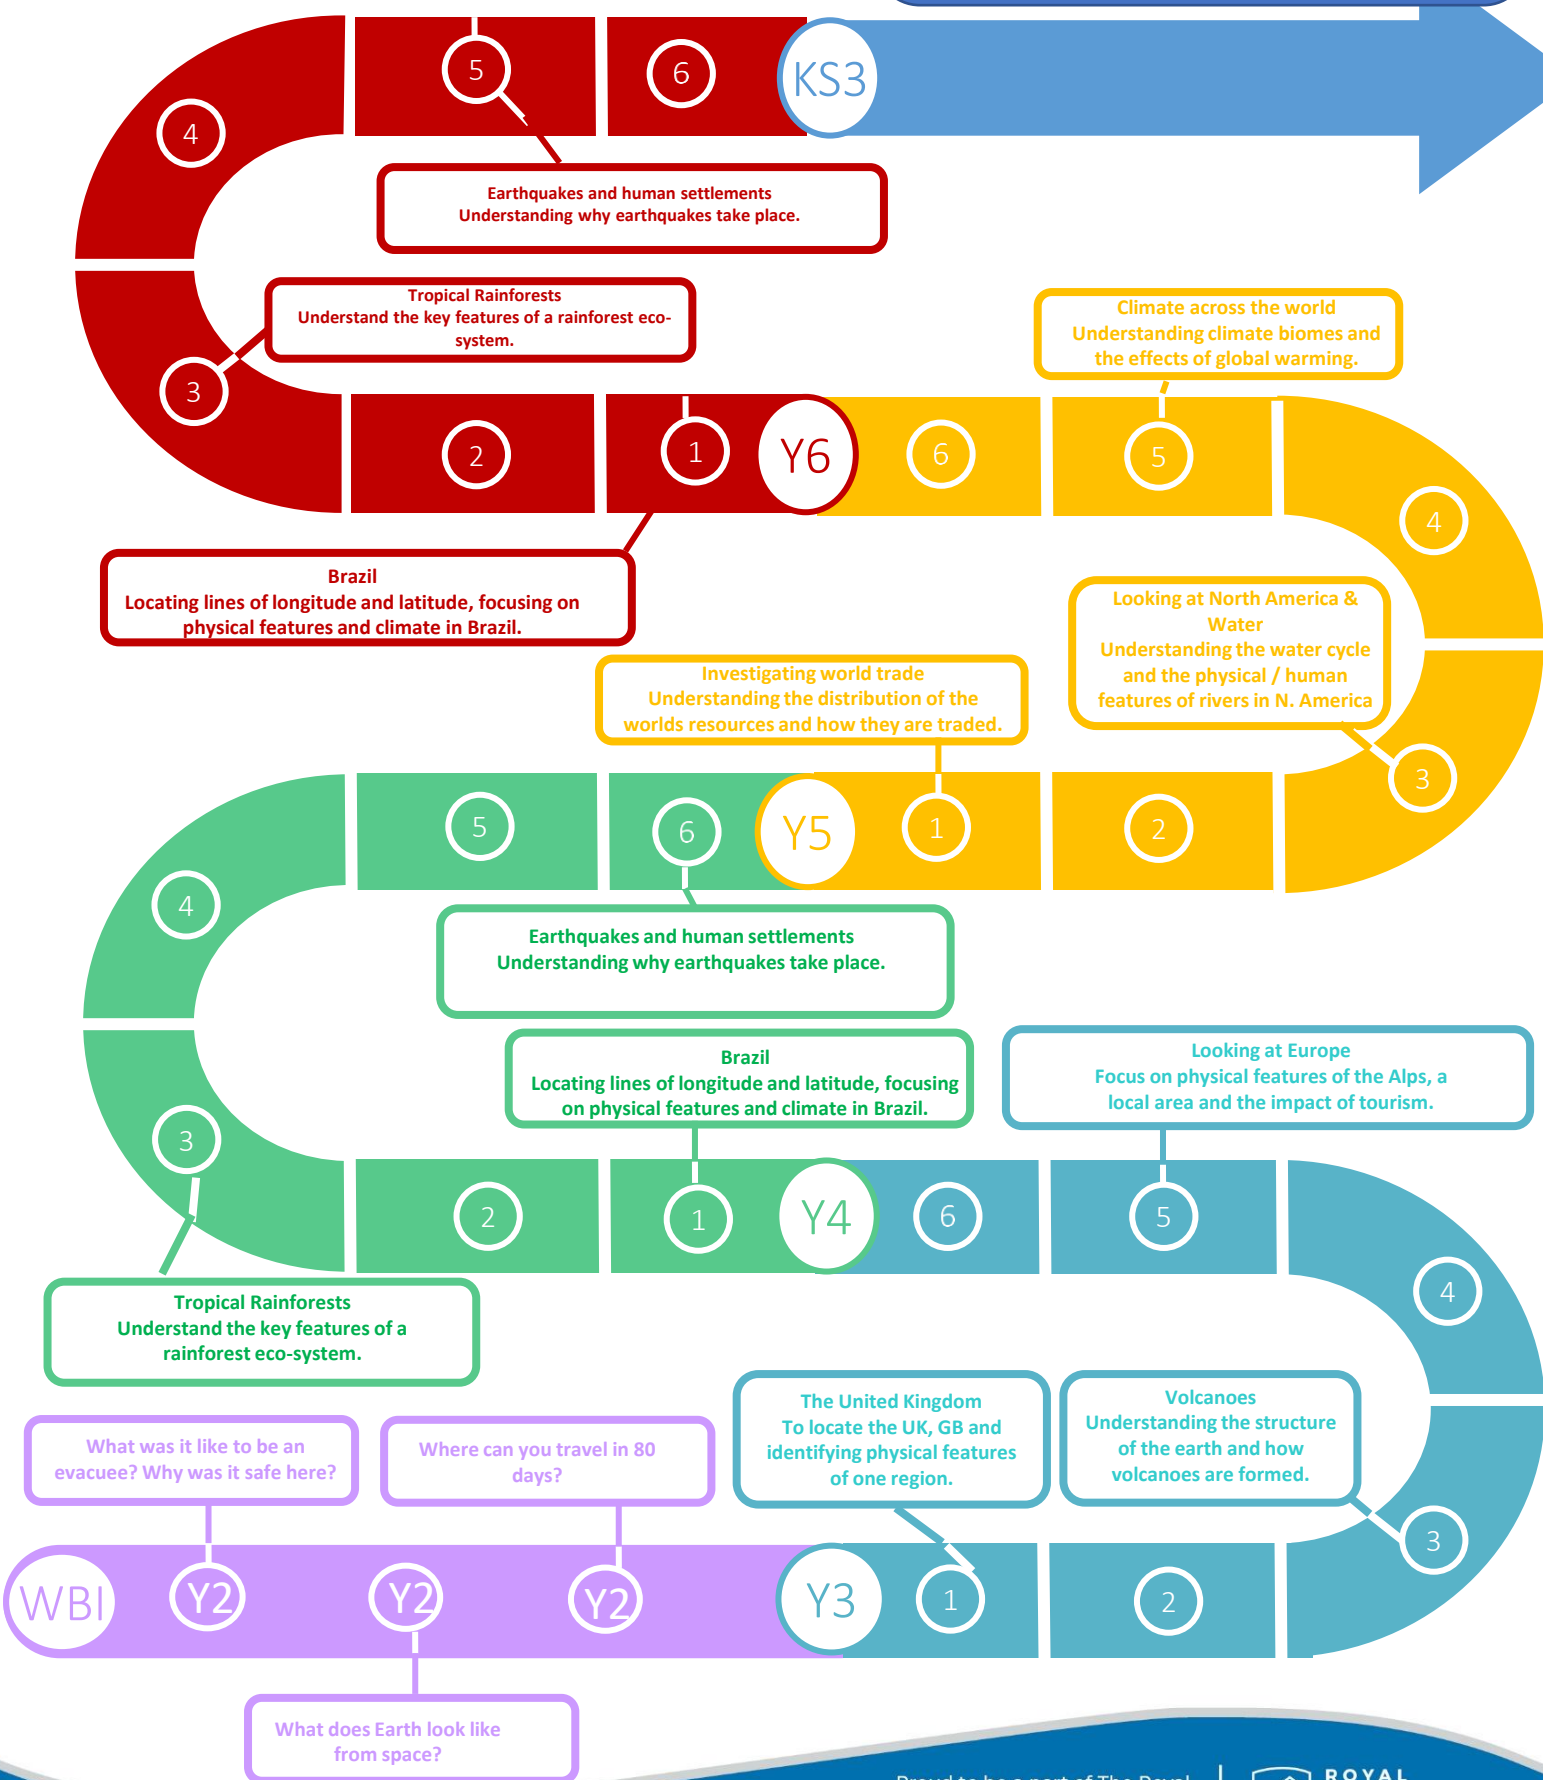 5
6
KS3
4
Earthquakes and human settlements
Understanding why earthquakes take place.
Tropical Rainforests
Understand the key features of a rainforest eco-
system.
Climate across the world
Understanding climate biomes and
the effects of global warming.
3
2
1
Y6
6
5
4
Brazil
Locating lines of longitude and latitude, focusing on
physical features and climate in Brazil.
Looking at North America &
Water
Understanding the water cycle
and the physical / human
features of rivers in N. America
Investigating world trade
Understanding the distribution of the
worlds resources and how they are traded.
3
5
6
Y5
1
2
4
Earthquakes and human settlements
Understanding why earthquakes take place.
Brazil
Locating lines of longitude and latitude, focusing
on physical features and climate in Brazil.
Looking at Europe
Focus on physical features of the Alps, a
local area and the impact of tourism.
3
2
1
Y4
6
5
4
Tropical Rainforests
Understand the key features of a
rainforest eco-system.
The United Kingdom
To locate the UK, GB and
identifying physical features
of one region.
Volcanoes
Understanding the structure
of the earth and how
volcanoes are formed.
What was it like to be an
evacuee? Why was it safe here?
Where can you travel in 80
days?
3
WBI
Y2
Y2
Y2
Y3
1
2
What does Earth look like
from space?
Proud to be a part of The Royal
ROYAL